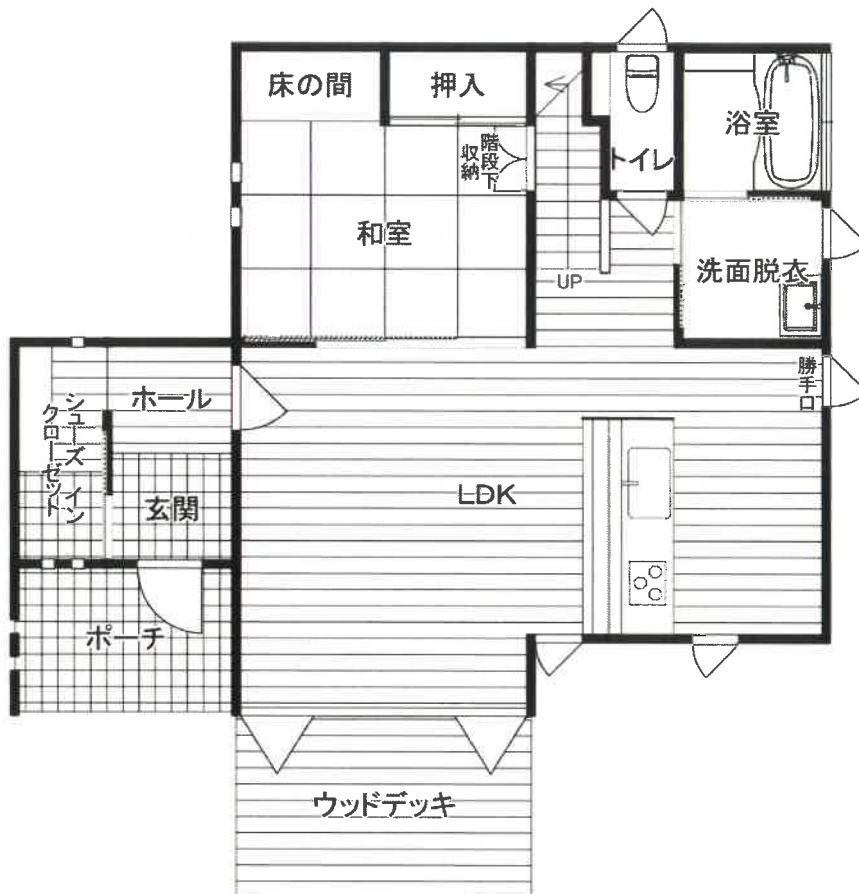 床の間
押入
浴室
トイレ
階段下
収納
和室
洗面脱衣
UP
勝手口
ホール
シューズ イン
クローゼット
LDK
玄関
ポーチ
ウッドデッキ